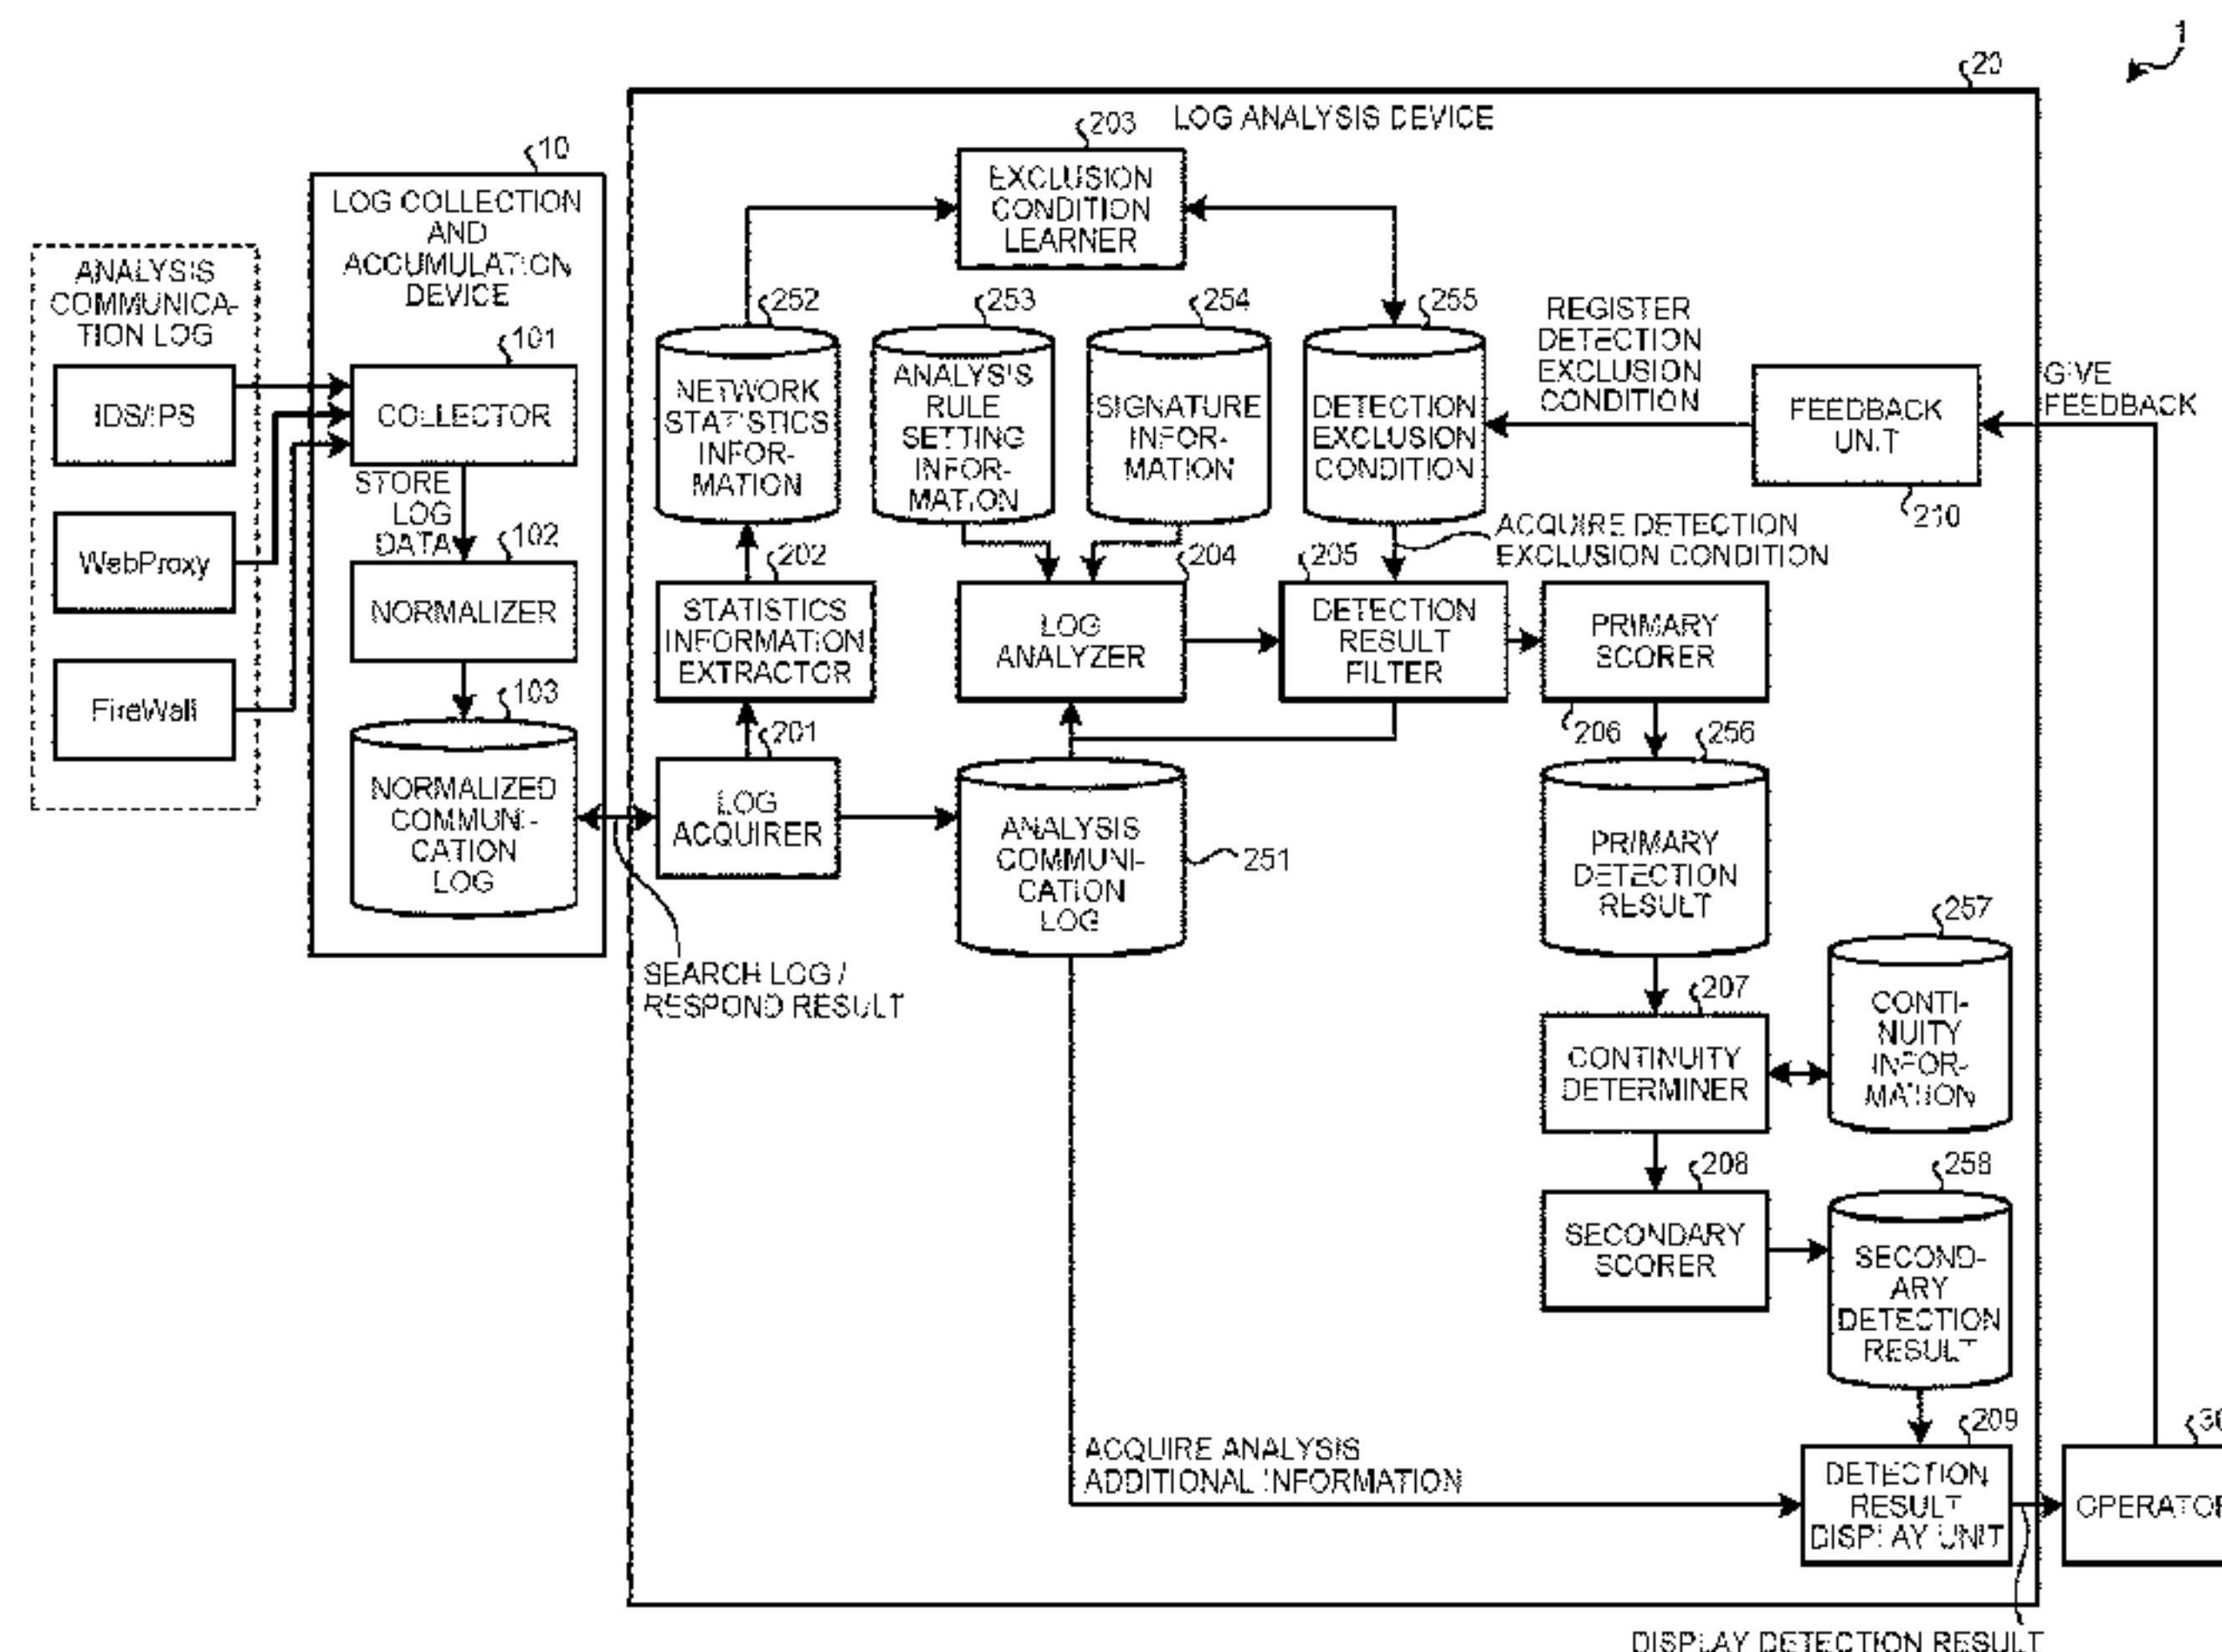 1
20
LOG ANALYSIS DEVICE
10
LOG COLLECTION
AND
ACCUMULATION
DEVICE
ANALYSIS
COMMUNICA-
TION LOG
IDS/IPS
WebProxy
FireWall
101
COLLECTOR
STORE
LOG
DATA
102
NORMALIZER
103
NORMALIZED
COMMUNI-
CATION
LOG
SEARCH LOG /
RESPOND RESULT
203
EXCLUSION
CONDITION
LEARNER
252
NETWORK
STATISTICS
INFOR-
MATION
253
ANALYSIS
RULE
SETTING
INFOR-
MATION
254
SIGNATURE
INFOR-
MATION
255
DETECTION
EXCLUSION
CONDITION
REGISTER
DETECTION
EXCLUSION
CONDITION
FEEDBACK
UNIT
210
GIVE
FEEDBACK
ACQUIRE DETECTION
EXCLUSION CONDITION
202
STATISTICS
INFORMATION
EXTRACTOR
204
LOG
ANALYZER
205
DETECTION
RESULT
FILTER
PRIMARY
SCORER
206
201
LOG
ACQUIRER
ANALYSIS
COMMUNI-
CATION
LOG
251
256
PRIMARY
DETECTION
RESULT
257
CONTI-
NUITY
INFOR-
MATION
207
CONTINUITY
DETERMINER
208
SECONDARY
SCORER
258
SECOND-
ARY
DETECTION
RESULT
ACQUIRE ANALYSIS
ADDITIONAL INFORMATION
209
DETECTION
RESULT
DISPLAY UNIT
OPERATOR
DISPLAY DETECTION RESULT